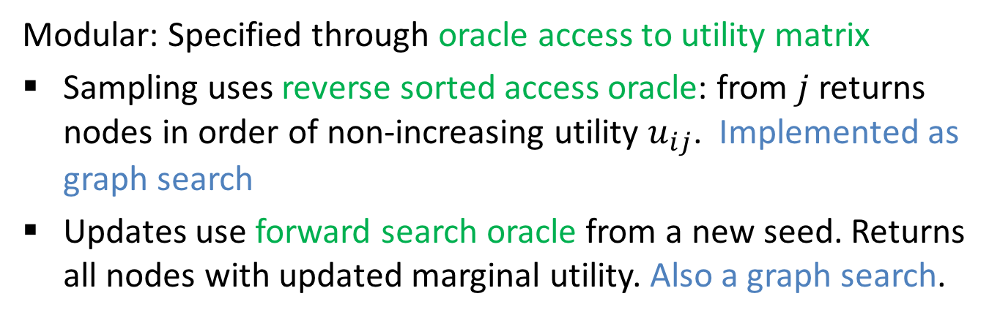 Modular: Specified through oracle access to utility matrix
▪ Sampling uses reverse sorted access oracle: from j returns
nodes in order of non-increasing utility u_{ij}. Implemented as
graph search
▪ Updates use forward search oracle from a new seed. Returns
all nodes with updated marginal utility. Also a graph search.